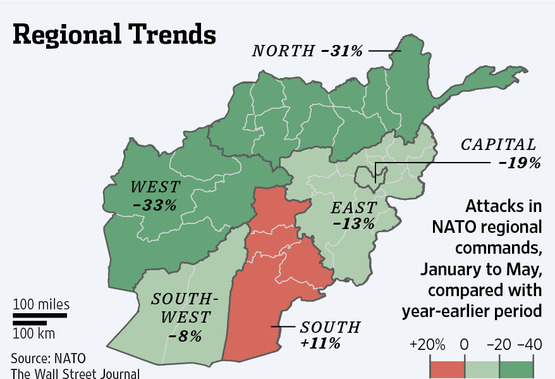 Regional Trends
NORTH –31%
CAPITAL
–19%
WEST
–33%
EAST
–13%
Attacks in
NATO regional
commands,
January to May,
compared with
year-earlier period
SOUTH-
WEST
–8%
SOUTH
+11%
100 miles
100 km
+20% 0 –20 –40
Source: NATO
The Wall Street Journal